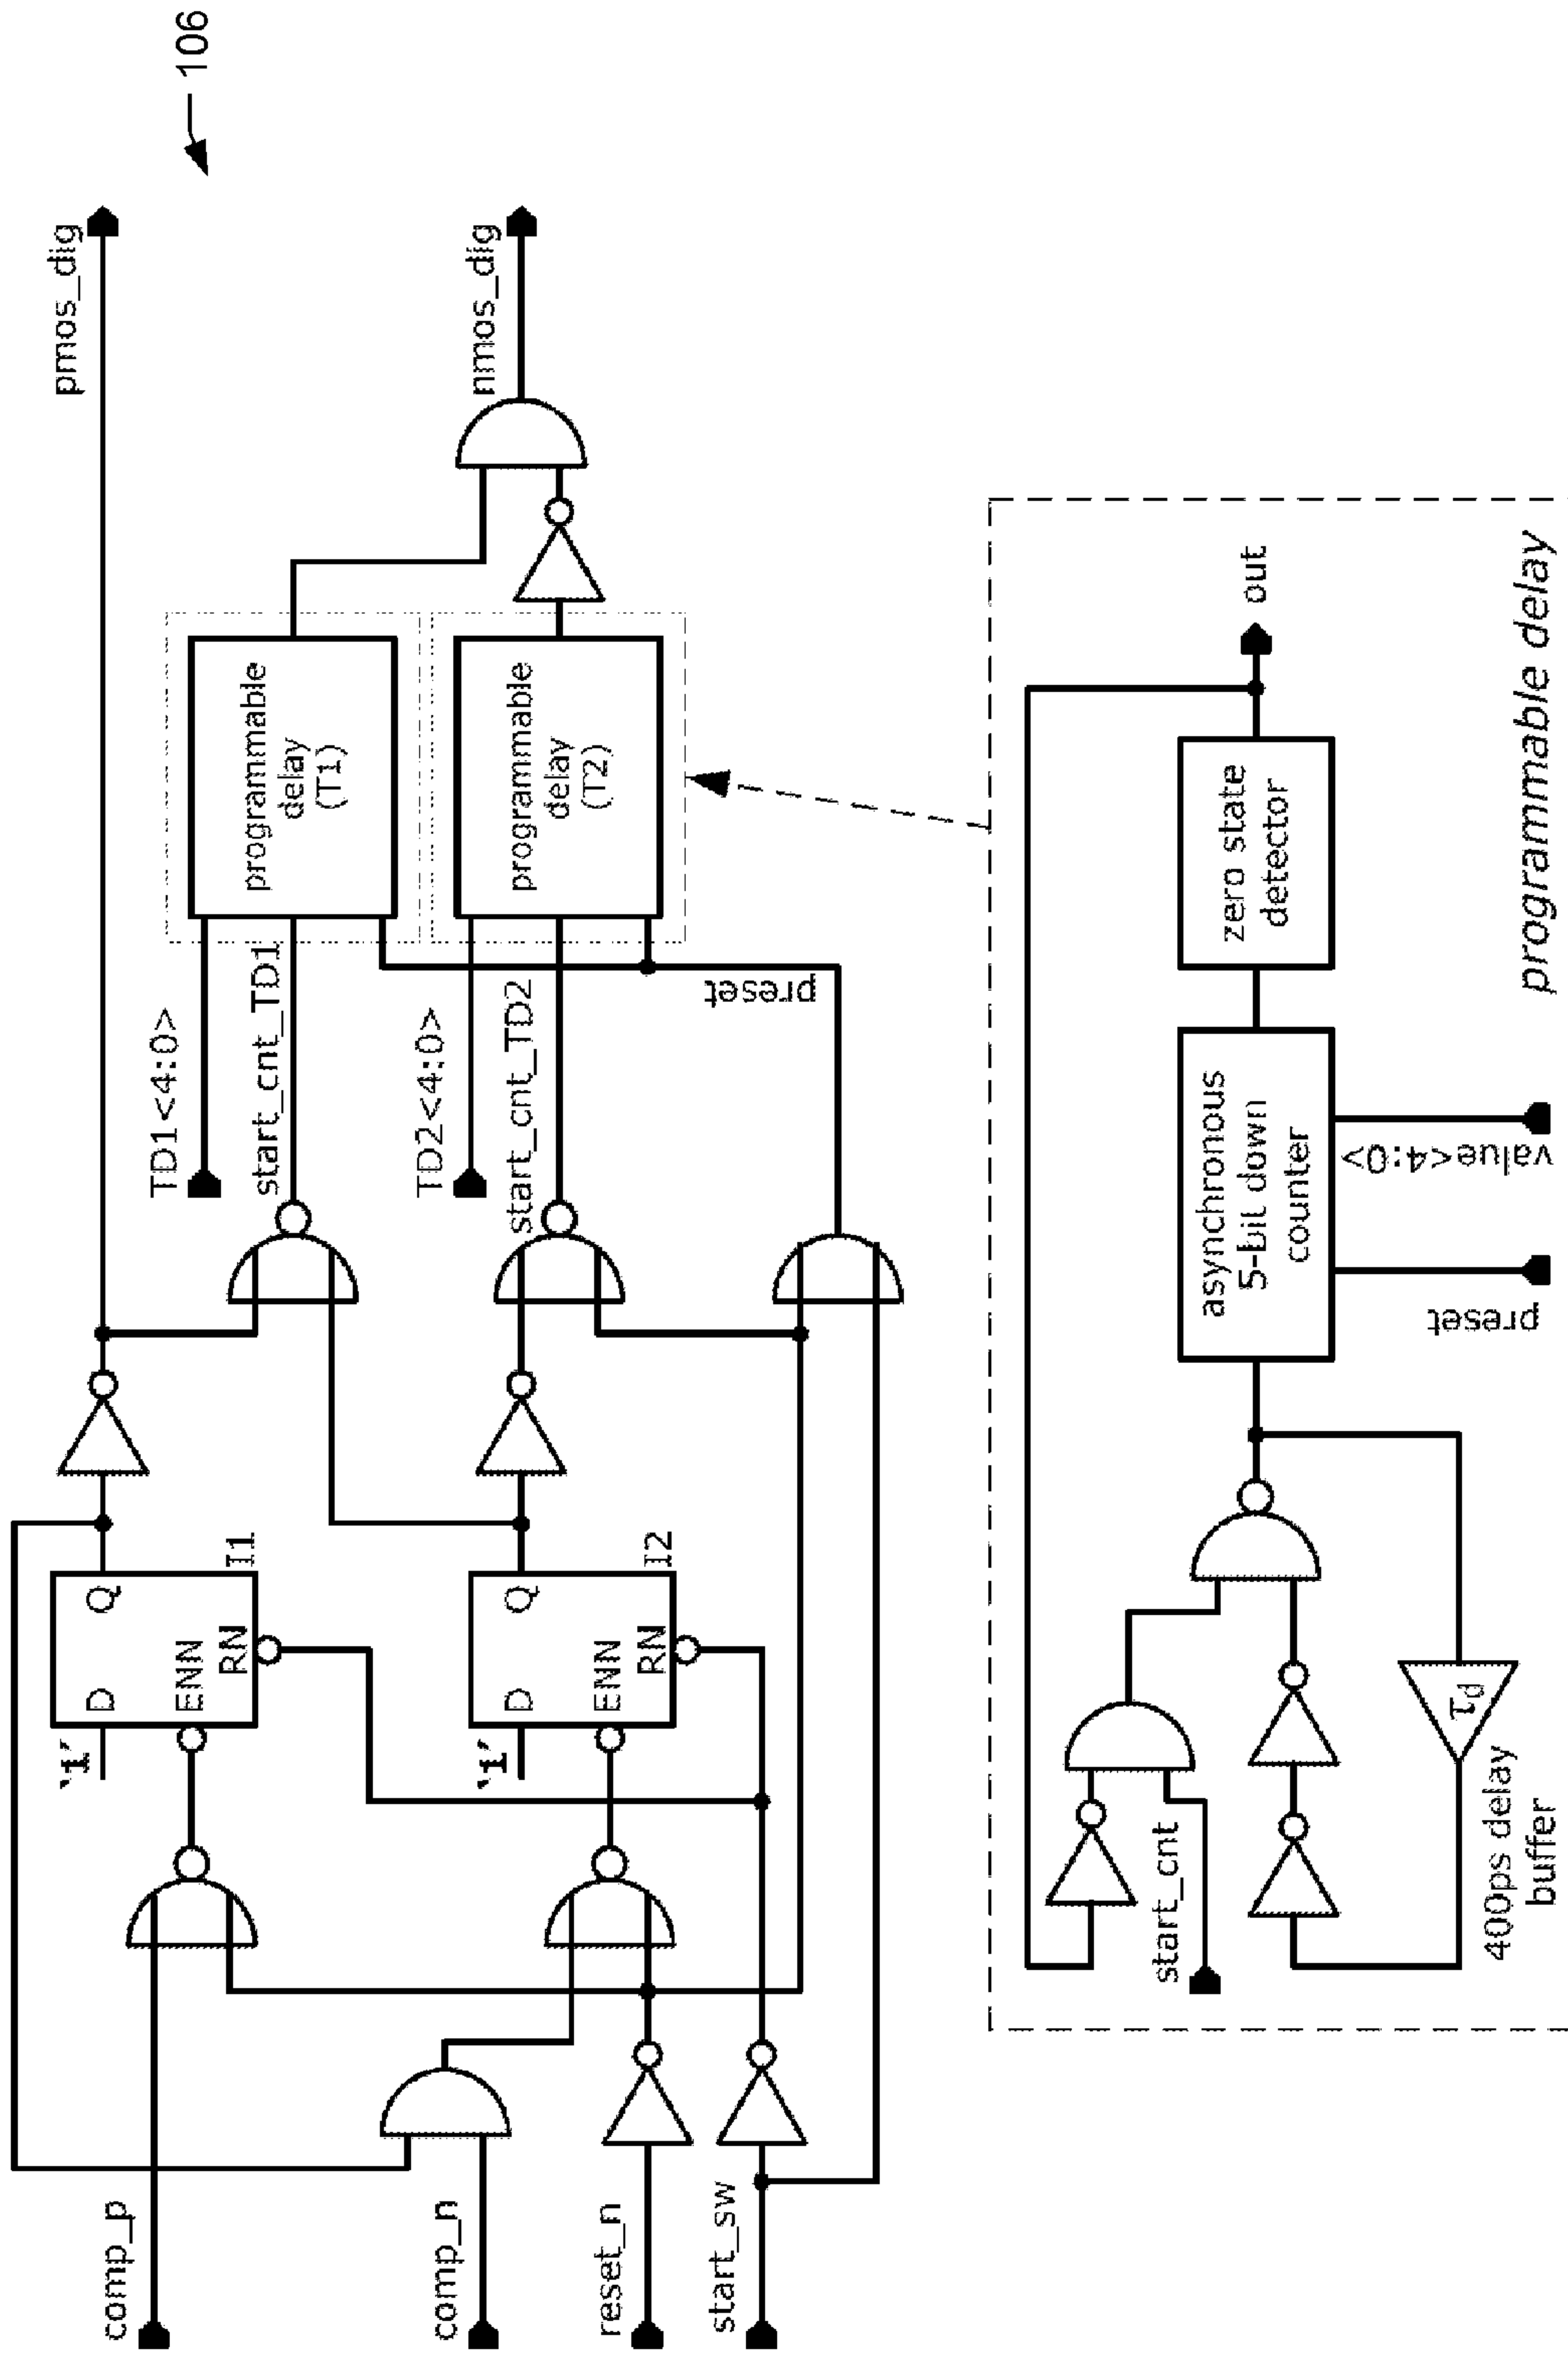 106
pmos_dig
nmos_dig
programmable
delay
(T1)
programmable
delay
(T2)
TD1<4:0>
start_cnt_TD1
TD2<4:0>
start_cnt_TD2
preset
'1'
D
Q
ENN
RN
I1
'1'
D
Q
ENN
RN
I2
comp_p
comp_n
reset_n
start_sw
start_cnt
400ps delay
buffer
τd
asynchronous
5-bit down
counter
preset
value<4:0>
zero state
detector
out
programmable delay